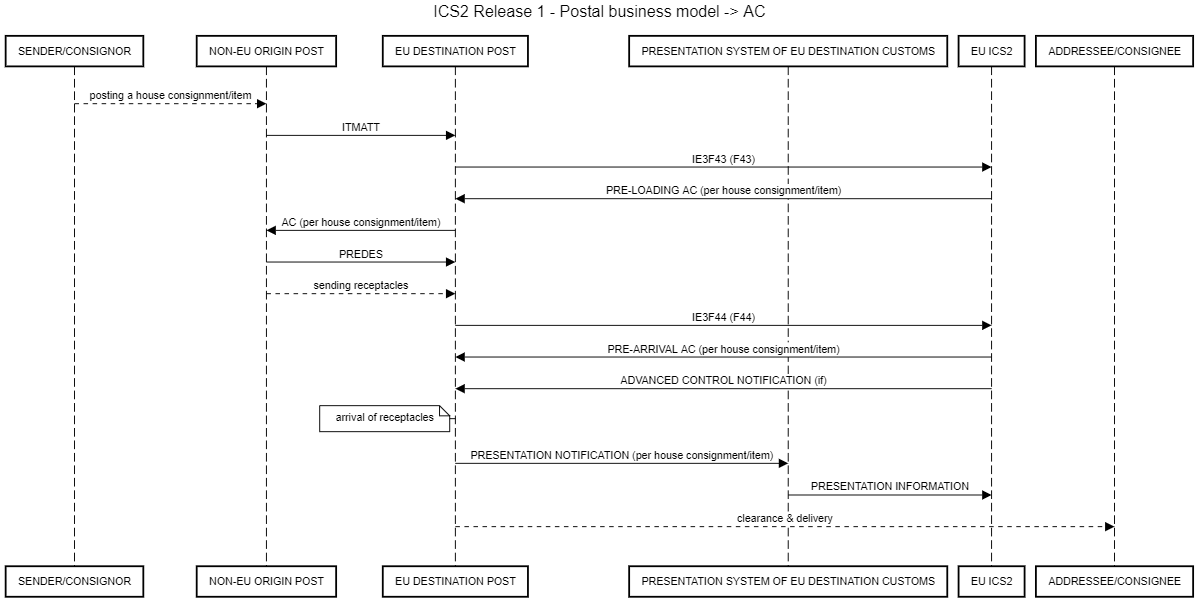 ICS2 Release 1 - Postal business model -> AC
SENDER/CONSIGNOR
NON-EU ORIGIN POST
EU DESTINATION POST
PRESENTATION SYSTEM OF EU DESTINATION CUSTOMS
EU ICS2
ADDRESSEE/CONSIGNEE
posting a house consignment/item
ITMATT
IE3F43 (F43)
PRE-LOADING AC (per house consignment/item)
AC (per house consignment/item)
PREDES
sending receptacles
IE3F44 (F44)
PRE-ARRIVAL AC (per house consignment/item)
ADVANCED CONTROL NOTIFICATION (if)
arrival of receptacles
PRESENTATION NOTIFICATION (per house consignment/item)
PRESENTATION INFORMATION
clearance & delivery
SENDER/CONSIGNOR
NON-EU ORIGIN POST
EU DESTINATION POST
PRESENTATION SYSTEM OF EU DESTINATION CUSTOMS
EU ICS2
ADDRESSEE/CONSIGNEE